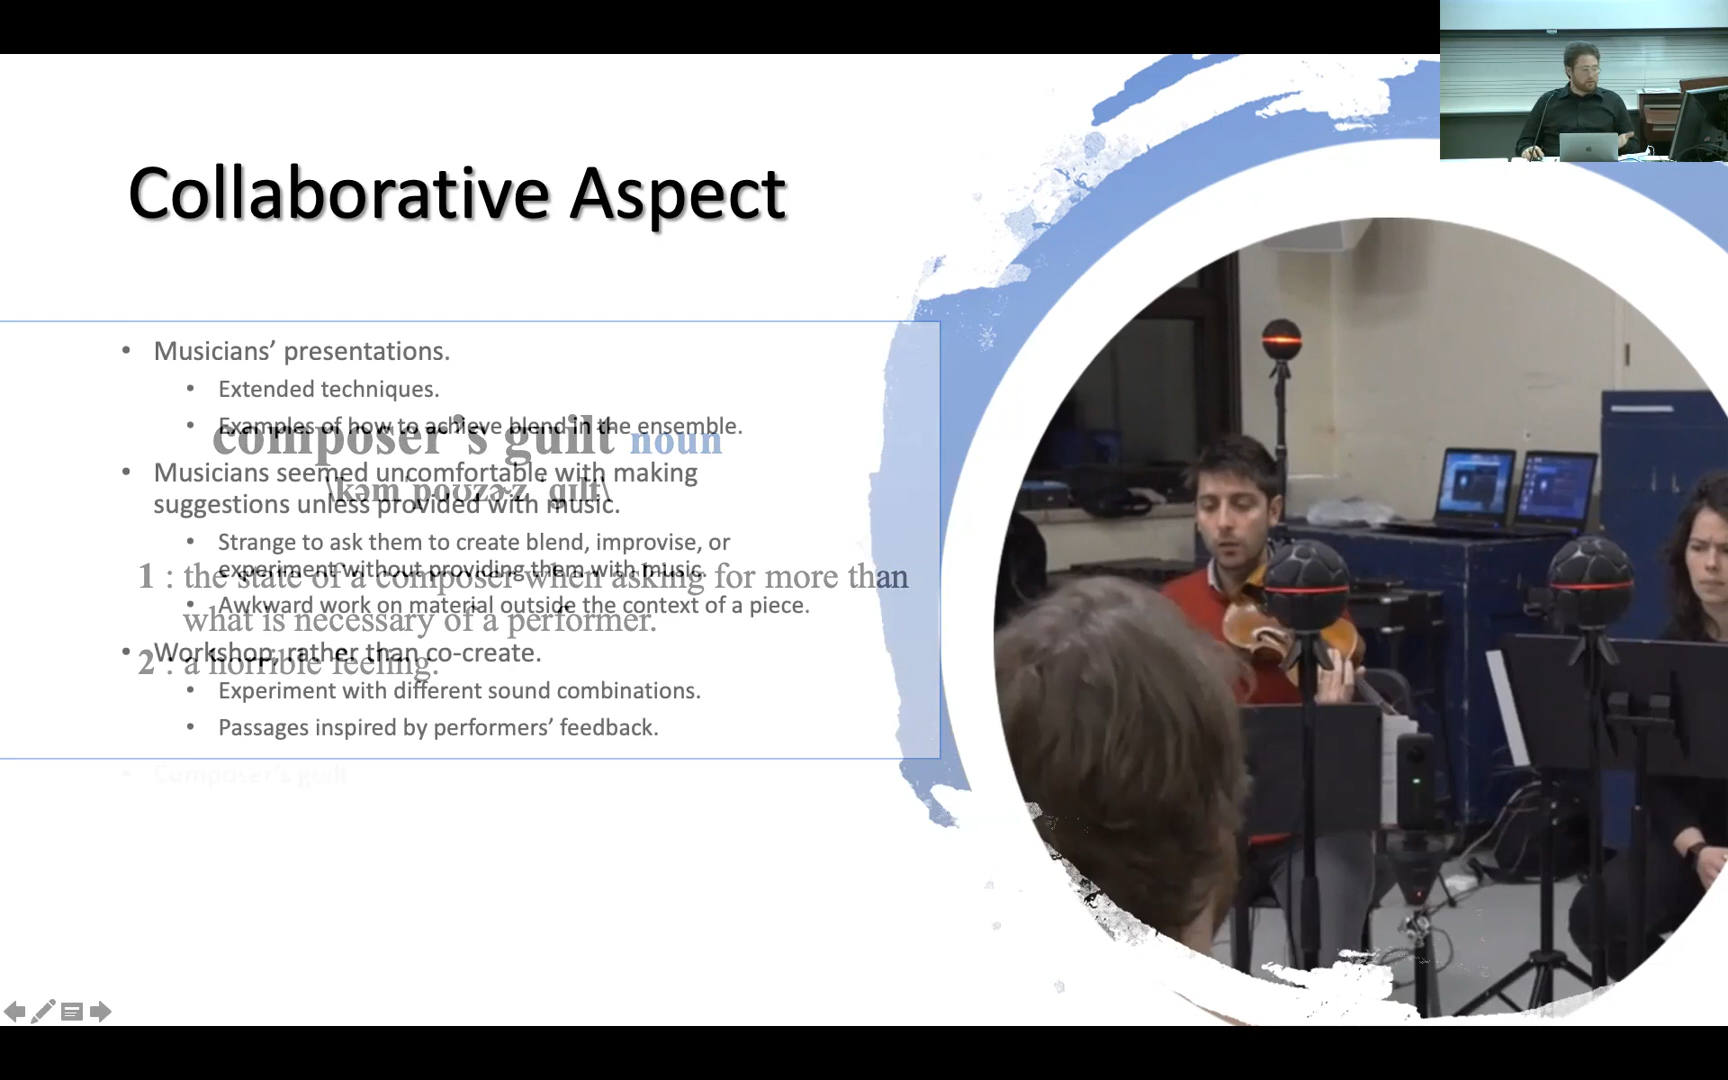 Collaborative Aspect
• Musicians’ presentations.
• Extended techniques.
• Examples of how to achieve blend in the ensemble.
• Musicians seemed uncomfortable with making
suggestions unless provided with music.
• Strange to ask them to create blend, improvise, or
experiment without providing them with music.
• Awkward work on material outside the context of a piece.
• Workshop, rather than co-create.
• Experiment with different sound combinations.
• Passages inspired by performers’ feedback.
• Composer’s guilt
composer’s guilt noun
\kəm poʊzə·z gɪlt\
1 : the state of a composer when asking for more than
what is necessary of a performer.
2 : a horrible feeling.